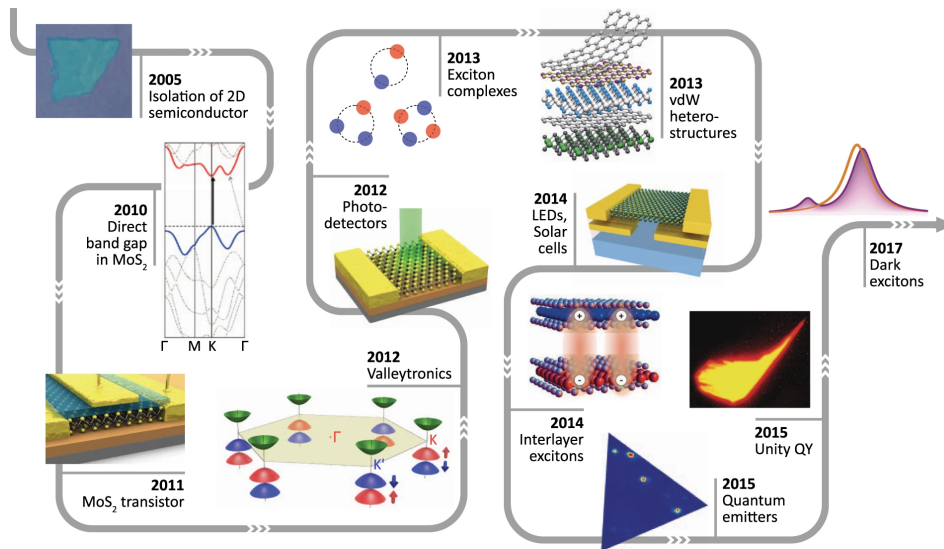 2005
Isolation of 2D
semiconductor
2010
Direct
band gap
in MoS₂
Γ M K Γ
2011
MoS₂ transistor
·Γ
K
K'
2012
Valleytronics
2012
Photo-
detectors
2013
Exciton
complexes
2013
vdW
hetero-
structures
2014
LEDs,
Solar
cells
+ +
- -
2014
Interlayer
excitons
2015
Quantum
emitters
2015
Unity QY
2017
Dark
excitons